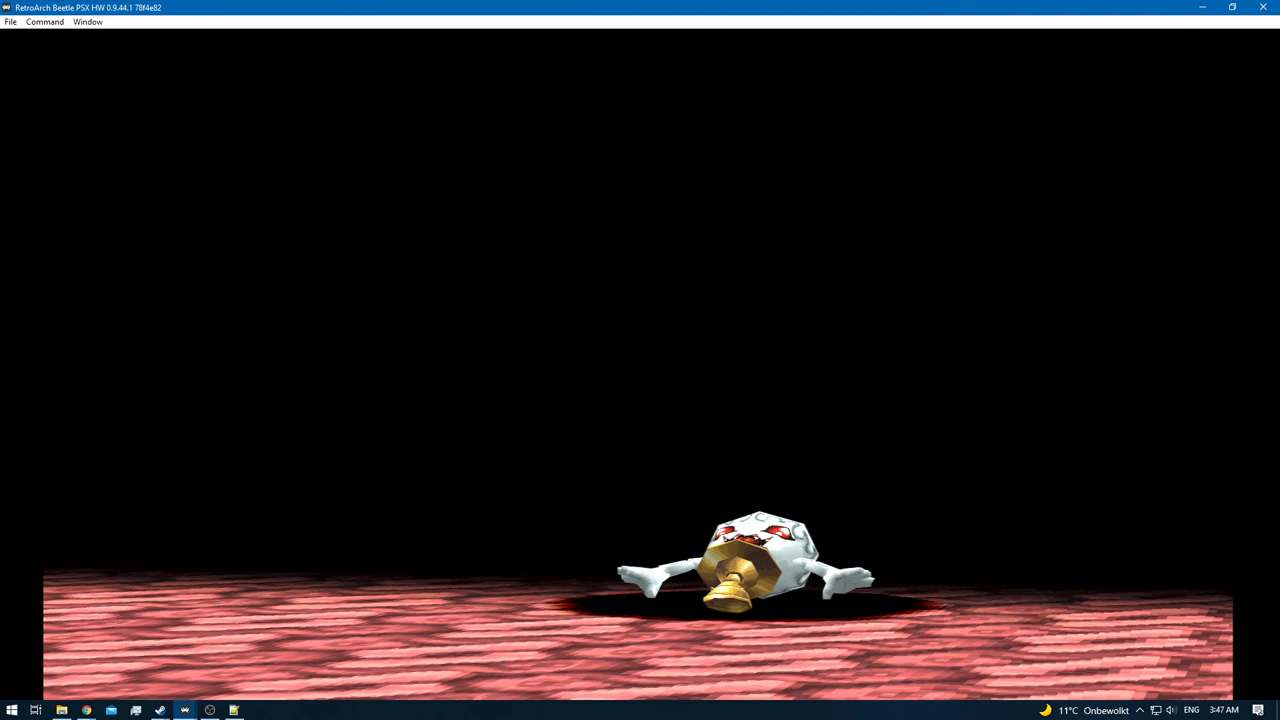 RetroArch Beetle PSX HW 0.9.44.1 78f4e82
File Command Window
11°C Onbewolkt ENG 3:47 AM